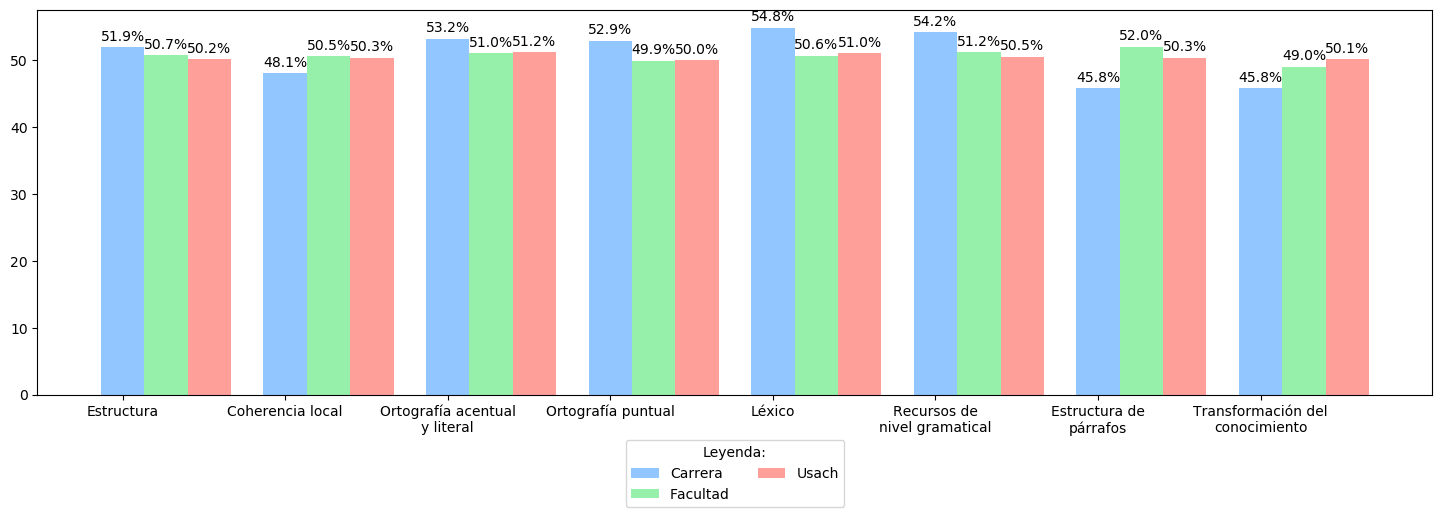 51.9%
50.7%
50.2%
48.1%
50.5%
50.3%
53.2%
51.0%
51.2%
52.9%
49.9%
50.0%
54.8%
50.6%
51.0%
54.2%
51.2%
50.5%
45.8%
52.0%
50.3%
45.8%
49.0%
50.1%
50
40
30
20
10
0
Estructura
Coherencia local
Ortografía acentual
y literal
Ortografía puntual
Léxico
Recursos de
nivel gramatical
Estructura de
párrafos
Transformación del
conocimiento
Leyenda:
Carrera
Facultad
Usach